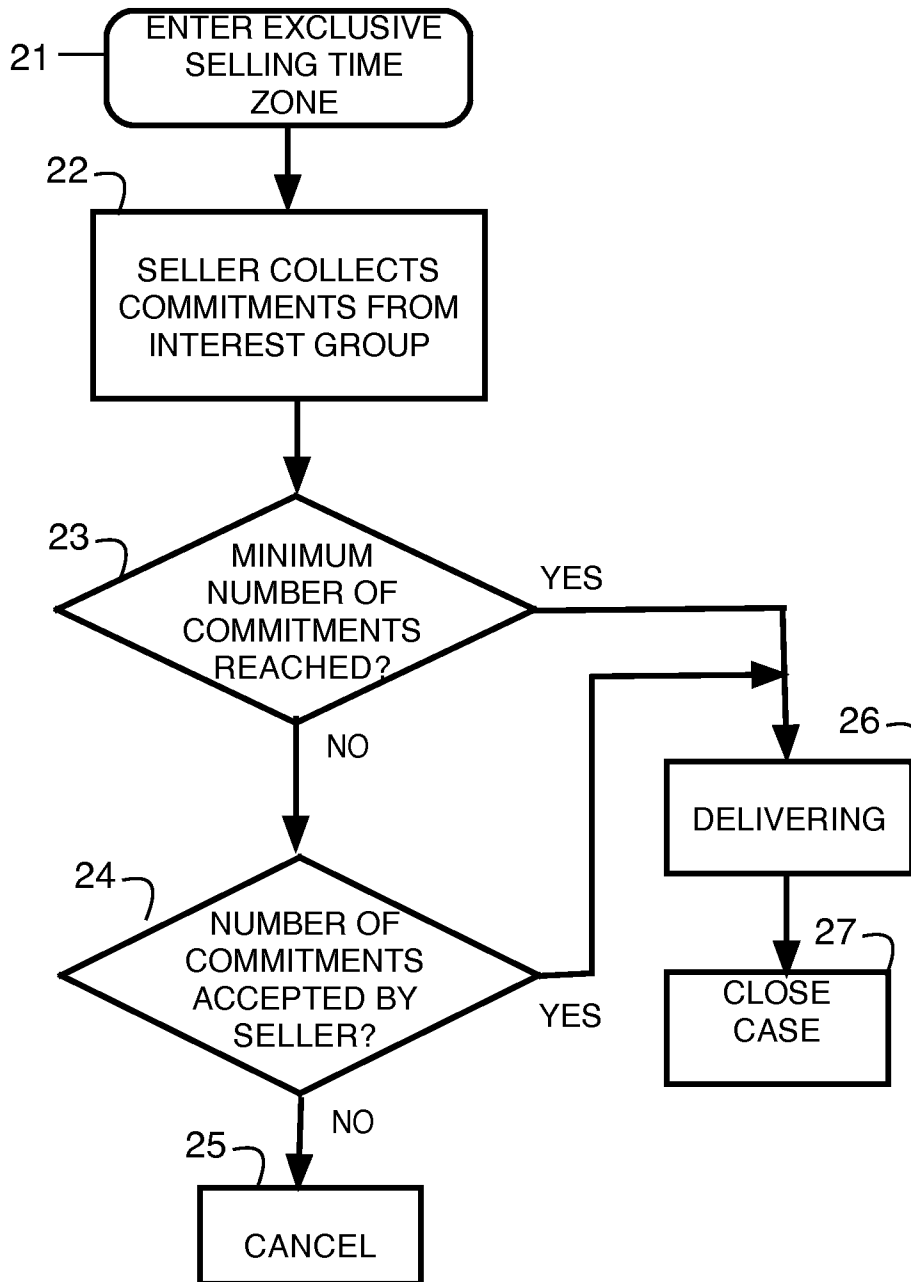 21
ENTER EXCLUSIVE
SELLING TIME
ZONE
22
SELLER COLLECTS
COMMITMENTS FROM
INTEREST GROUP
23
MINIMUM
NUMBER OF
COMMITMENTS
REACHED?
YES
NO
26
DELIVERING
24
NUMBER OF
COMMITMENTS
ACCEPTED BY
SELLER?
YES
NO
27
CLOSE
CASE
25
CANCEL